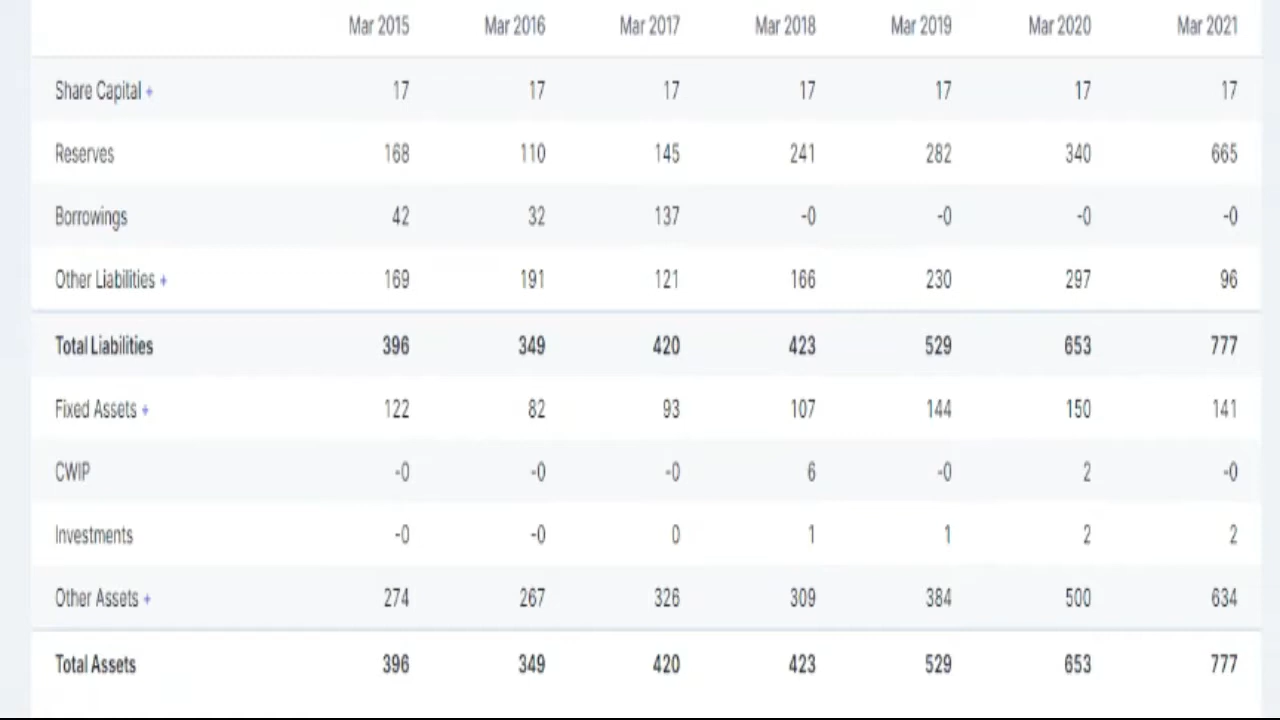 Mar 2015 Mar 2016 Mar 2017 Mar 2018 Mar 2019 Mar 2020 Mar 2021
Share Capital + 17 17 17 17 17 17 17
Reserves 168 110 145 241 282 340 665
Borrowings 42 32 137 -0 -0 -0 -0
Other Liabilities + 169 191 121 166 230 297 96
Total Liabilities 396 349 420 423 529 653 777
Fixed Assets + 122 82 93 107 144 150 141
CWIP -0 -0 -0 6 -0 2 -0
Investments -0 -0 0 1 1 2 2
Other Assets + 274 267 326 309 384 500 634
Total Assets 396 349 420 423 529 653 777